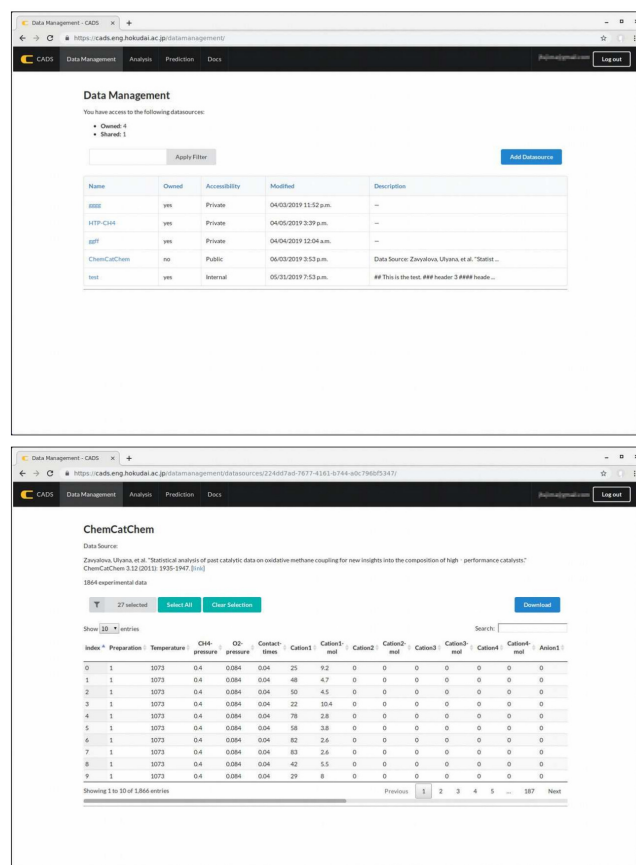 Data Management - CADS × +
https://cads.eng.hokudai.ac.jp/datamanagement/
CADS Data Management Analysis Prediction Docs Log out
Data Management
You have access to the following datasources:
• Owned: 4
• Shared: 1
Apply Filter Add Datasource
Name Owned Accessibility Modified Description
gggg yes Private 04/03/2019 11:52 p.m. --
HTP-CH4 yes Private 04/05/2019 3:39 p.m. --
ggff yes Private 04/04/2019 12:04 a.m. --
ChemCatChem no Public 06/03/2019 3:53 p.m. Data Source: Zavyalova, Ulyana, et al. "Statist ...
test yes Internal 05/31/2019 7:53 p.m. ## This is the test. ### header 3 #### heade ...
Data Management - CADS × +
https://cads.eng.hokudai.ac.jp/datamanagement/datasources/224dd7ad-7677-4161-b744-a0c796bf5347/
CADS Data Management Analysis Prediction Docs Log out
ChemCatChem
Data Source:
Zavyalova, Ulyana, et al. "Statistical analysis of past catalytic data on oxidative methane coupling for new insights into the composition of high‐performance catalysts."
ChemCatChem 3.12 (2011): 1935-1947. [link]
1864 experimental data
27 selected Select All Clear Selection Download
Show 10 entries Search:
Index Preparation Temperature CH4-pressure O2-pressure Contact-times Cation1 Cation1-mol Cation2 Cation2-mol Cation3 Cation3-mol Cation4 Cation4-mol Anion1
0 1 1073 0.4 0.084 0.04 25 9.2 0 0 0 0 0 0 0
1 1 1073 0.4 0.084 0.04 48 4.7 0 0 0 0 0 0 0
2 1 1073 0.4 0.084 0.04 50 4.5 0 0 0 0 0 0 0
3 1 1073 0.4 0.084 0.04 22 10.4 0 0 0 0 0 0 0
4 1 1073 0.4 0.084 0.04 78 2.8 0 0 0 0 0 0 0
5 1 1073 0.4 0.084 0.04 58 3.8 0 0 0 0 0 0 0
6 1 1073 0.4 0.084 0.04 82 2.6 0 0 0 0 0 0 0
7 1 1073 0.4 0.084 0.04 83 2.6 0 0 0 0 0 0 0
8 1 1073 0.4 0.084 0.04 42 5.5 0 0 0 0 0 0 0
9 1 1073 0.4 0.084 0.04 29 8 0 0 0 0 0 0 0
Showing 1 to 10 of 1,866 entries Previous 1 2 3 4 5 ... 187 Next